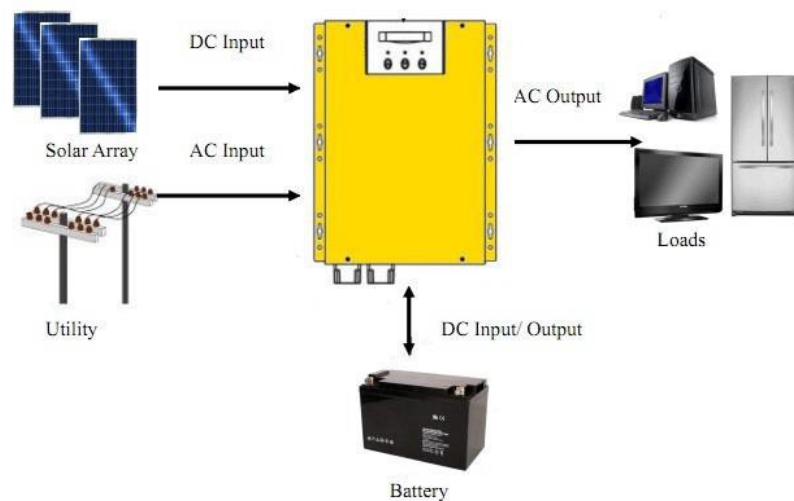 DC Input
Solar Array
AC Input
Utility
AC Output
Loads
DC Input/ Output
Battery